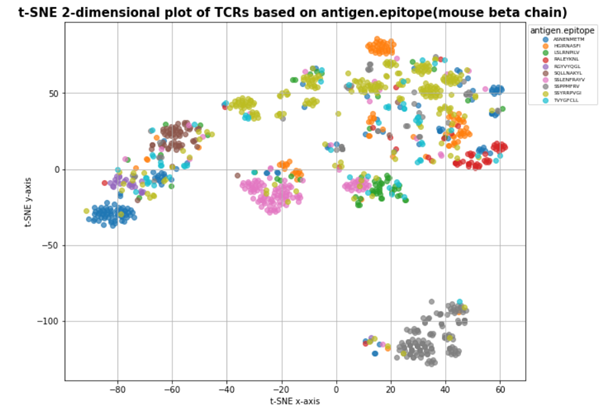 t-SNE 2-dimensional plot of TCRs based on antigen.epitope(mouse beta chain)
antigen.epitope
ASNENMETM
HGIRNASFI
LSLRNPILV
RALEYKNL
SQLLNAKYL
SSLENFRAYV
SSYRRPVGI
TVYGFCLL
t-SNE y-axis
50
0
−50
−100
−80
−60
−40
−20
0
20
40
60
t-SNE x-axis